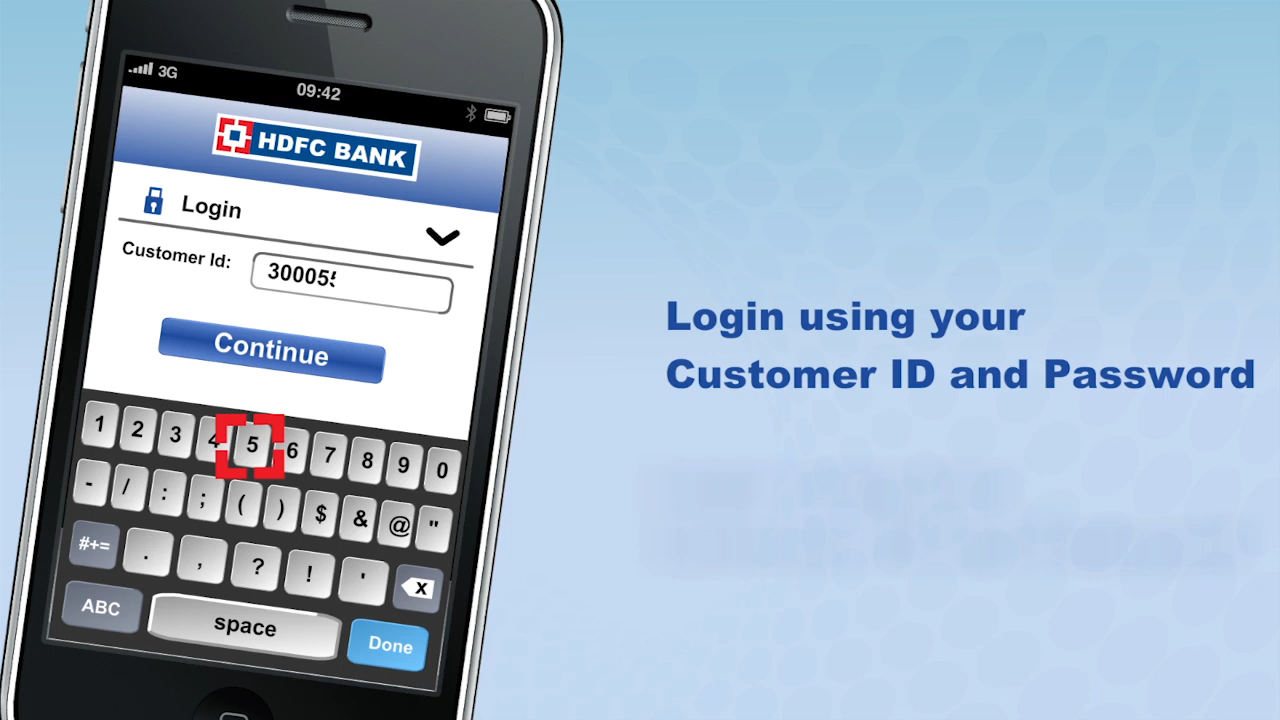 3G
09:42
HDFC BANK
Login
Customer Id:
30005
Continue
1 2 3 4 5 6 7 8 9 0
- / : ; ( ) $ & @ "
#+= . , ? ! ' X
ABC space Done
Login using your
Customer ID and Password